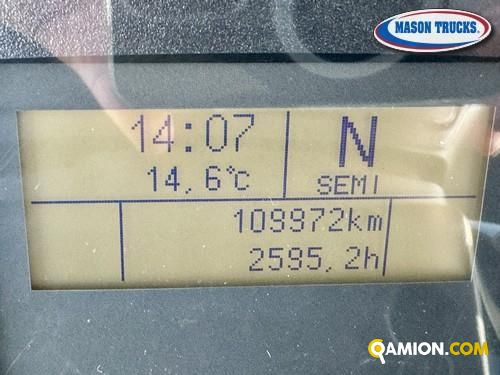 MASON TRUCKS.
14:07
N
14,6°C
SEMI
109972km
2595,2h
QAMION.COM